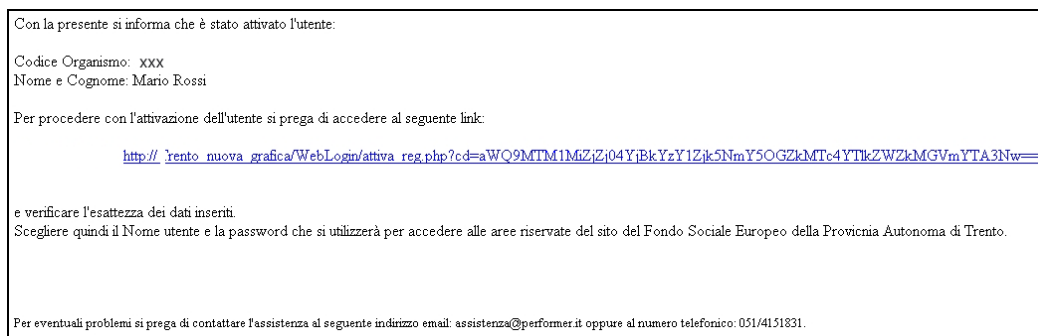 Con la presente si informa che è stato attivato l'utente:
Codice Organismo: xxx
Nome e Cognome: Mario Rossi
Per procedere con l'attivazione dell'utente si prega di accedere al seguente link:
http:// rento_nuova_grafica/WebLogin/attiva_reg.php?cd=aWQ9MTM1MiZjZj04YjBkYzY1Zjk5NmY5OGZkMTc4YTlkZWZkMGVmYTA3Nw==
e verificare l'esattezza dei dati inseriti.
Scegliere quindi il Nome utente e la password che si utilizzerà per accedere alle aree riservate del sito del Fondo Sociale Europeo della Provicnia Autonoma di Trento.
Per eventuali problemi si prega di contattare l'assistenza al seguente indirizzo email: assistenza@performer.it oppure al numero telefonico: 051/4151831.